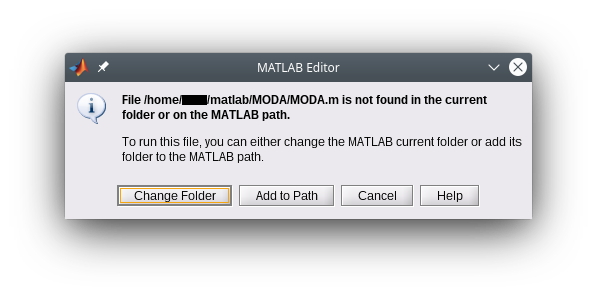 MATLAB Editor
File /home/ /matlab/MODA/MODA.m is not found in the current
folder or on the MATLAB path.
To run this file, you can either change the MATLAB current folder or add its
folder to the MATLAB path.
Change Folder Add to Path Cancel Help